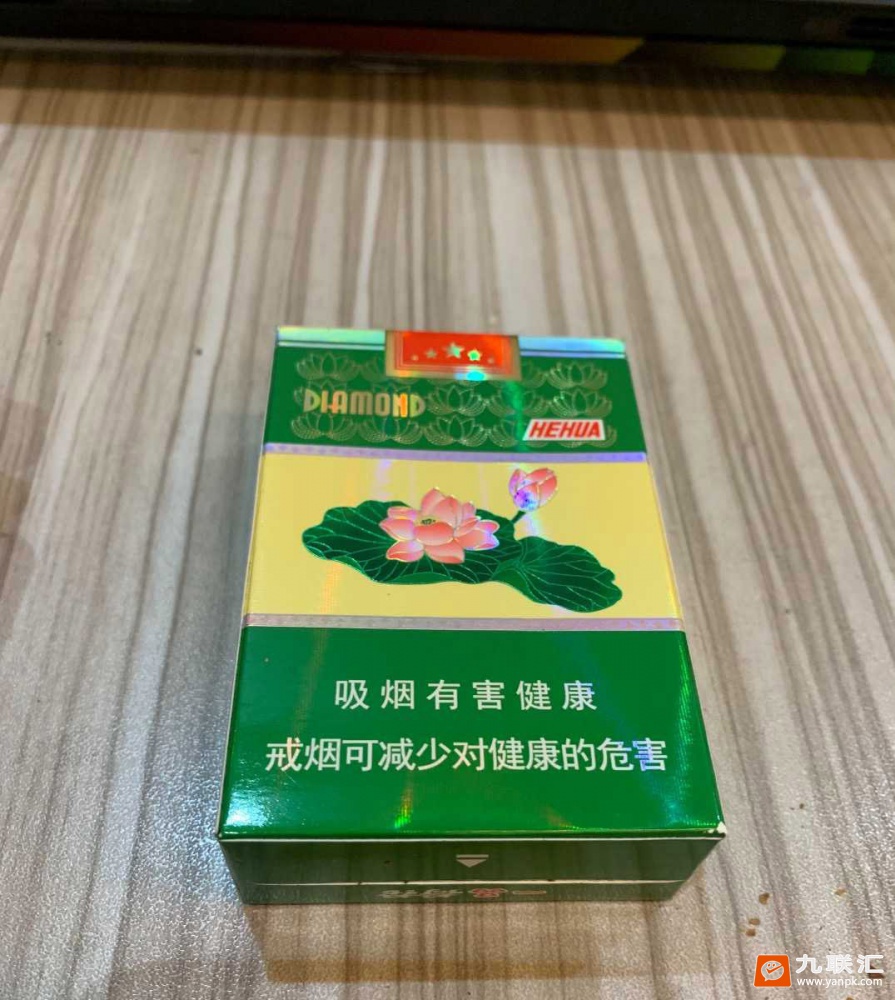 DIAMOND
HEHUA
吸烟有害健康
戒烟可减少对健康的危害
九联汇
www.yanpk.com